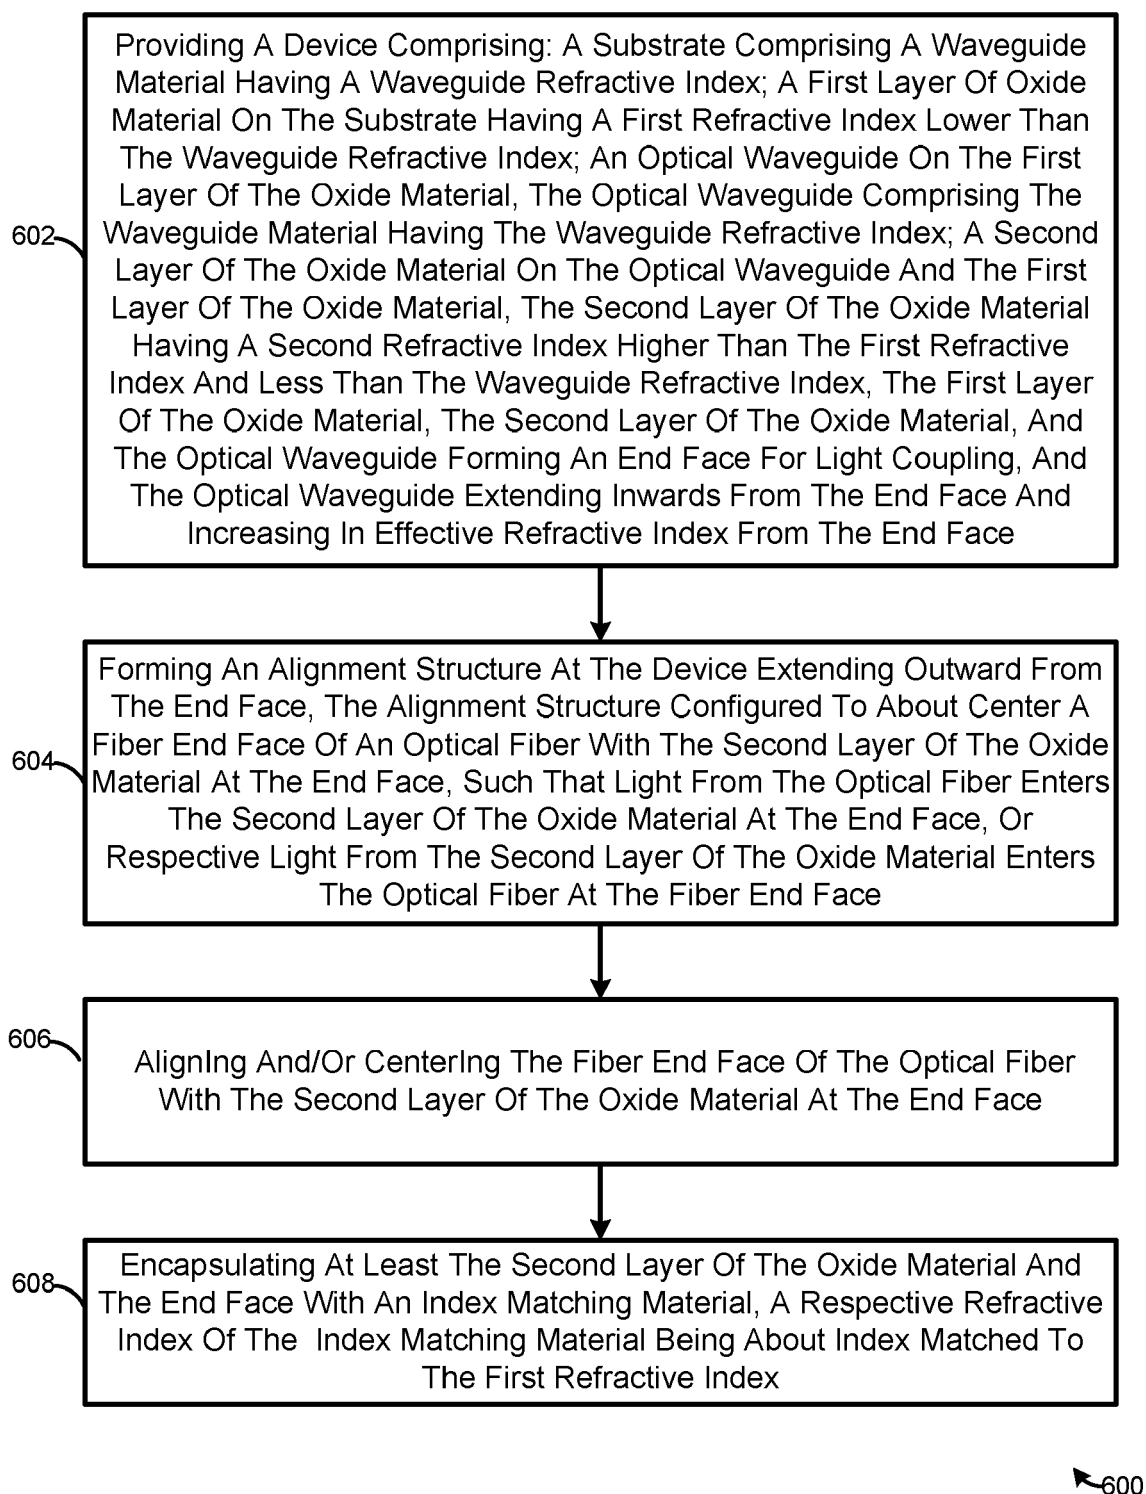 Providing A Device Comprising: A Substrate Comprising A Waveguide
Material Having A Waveguide Refractive Index; A First Layer Of Oxide
Material On The Substrate Having A First Refractive Index Lower Than
The Waveguide Refractive Index; An Optical Waveguide On The First
Layer Of The Oxide Material, The Optical Waveguide Comprising The
602
Waveguide Material Having The Waveguide Refractive Index; A Second
Layer Of The Oxide Material On The Optical Waveguide And The First
Layer Of The Oxide Material, The Second Layer Of The Oxide Material
Having A Second Refractive Index Higher Than The First Refractive
Index And Less Than The Waveguide Refractive Index, The First Layer
Of The Oxide Material, The Second Layer Of The Oxide Material, And
The Optical Waveguide Forming An End Face For Light Coupling, And
The Optical Waveguide Extending Inwards From The End Face And
Increasing In Effective Refractive Index From The End Face
Forming An Alignment Structure At The Device Extending Outward From
The End Face, The Alignment Structure Configured To About Center A
Fiber End Face Of An Optical Fiber With The Second Layer Of The Oxide
604
Material At The End Face, Such That Light From The Optical Fiber Enters
The Second Layer Of The Oxide Material At The End Face, Or
Respective Light From The Second Layer Of The Oxide Material Enters
The Optical Fiber At The Fiber End Face
606
AlignIng And/Or CenterIng The Fiber End Face Of The Optical Fiber
With The Second Layer Of The Oxide Material At The End Face
Encapsulating At Least The Second Layer Of The Oxide Material And
608
The End Face With An Index Matching Material, A Respective Refractive
Index Of The Index Matching Material Being About Index Matched To
The First Refractive Index
600